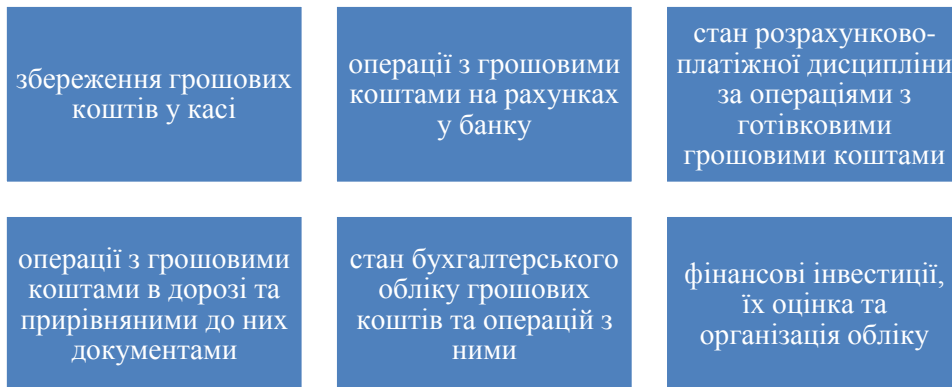 збереження грошових
коштів у касі
операції з грошовими
коштами на рахунках
у банку
стан розрахунково-
платіжної дисципліни
за операціями з
готівковими
грошовими коштами
операції з грошовими
коштами в дорозі та
прирівняними до них
документами
стан бухгалтерського
обліку грошових
коштів та операцій з
ними
фінансові інвестиції,
їх оцінка та
організація обліку